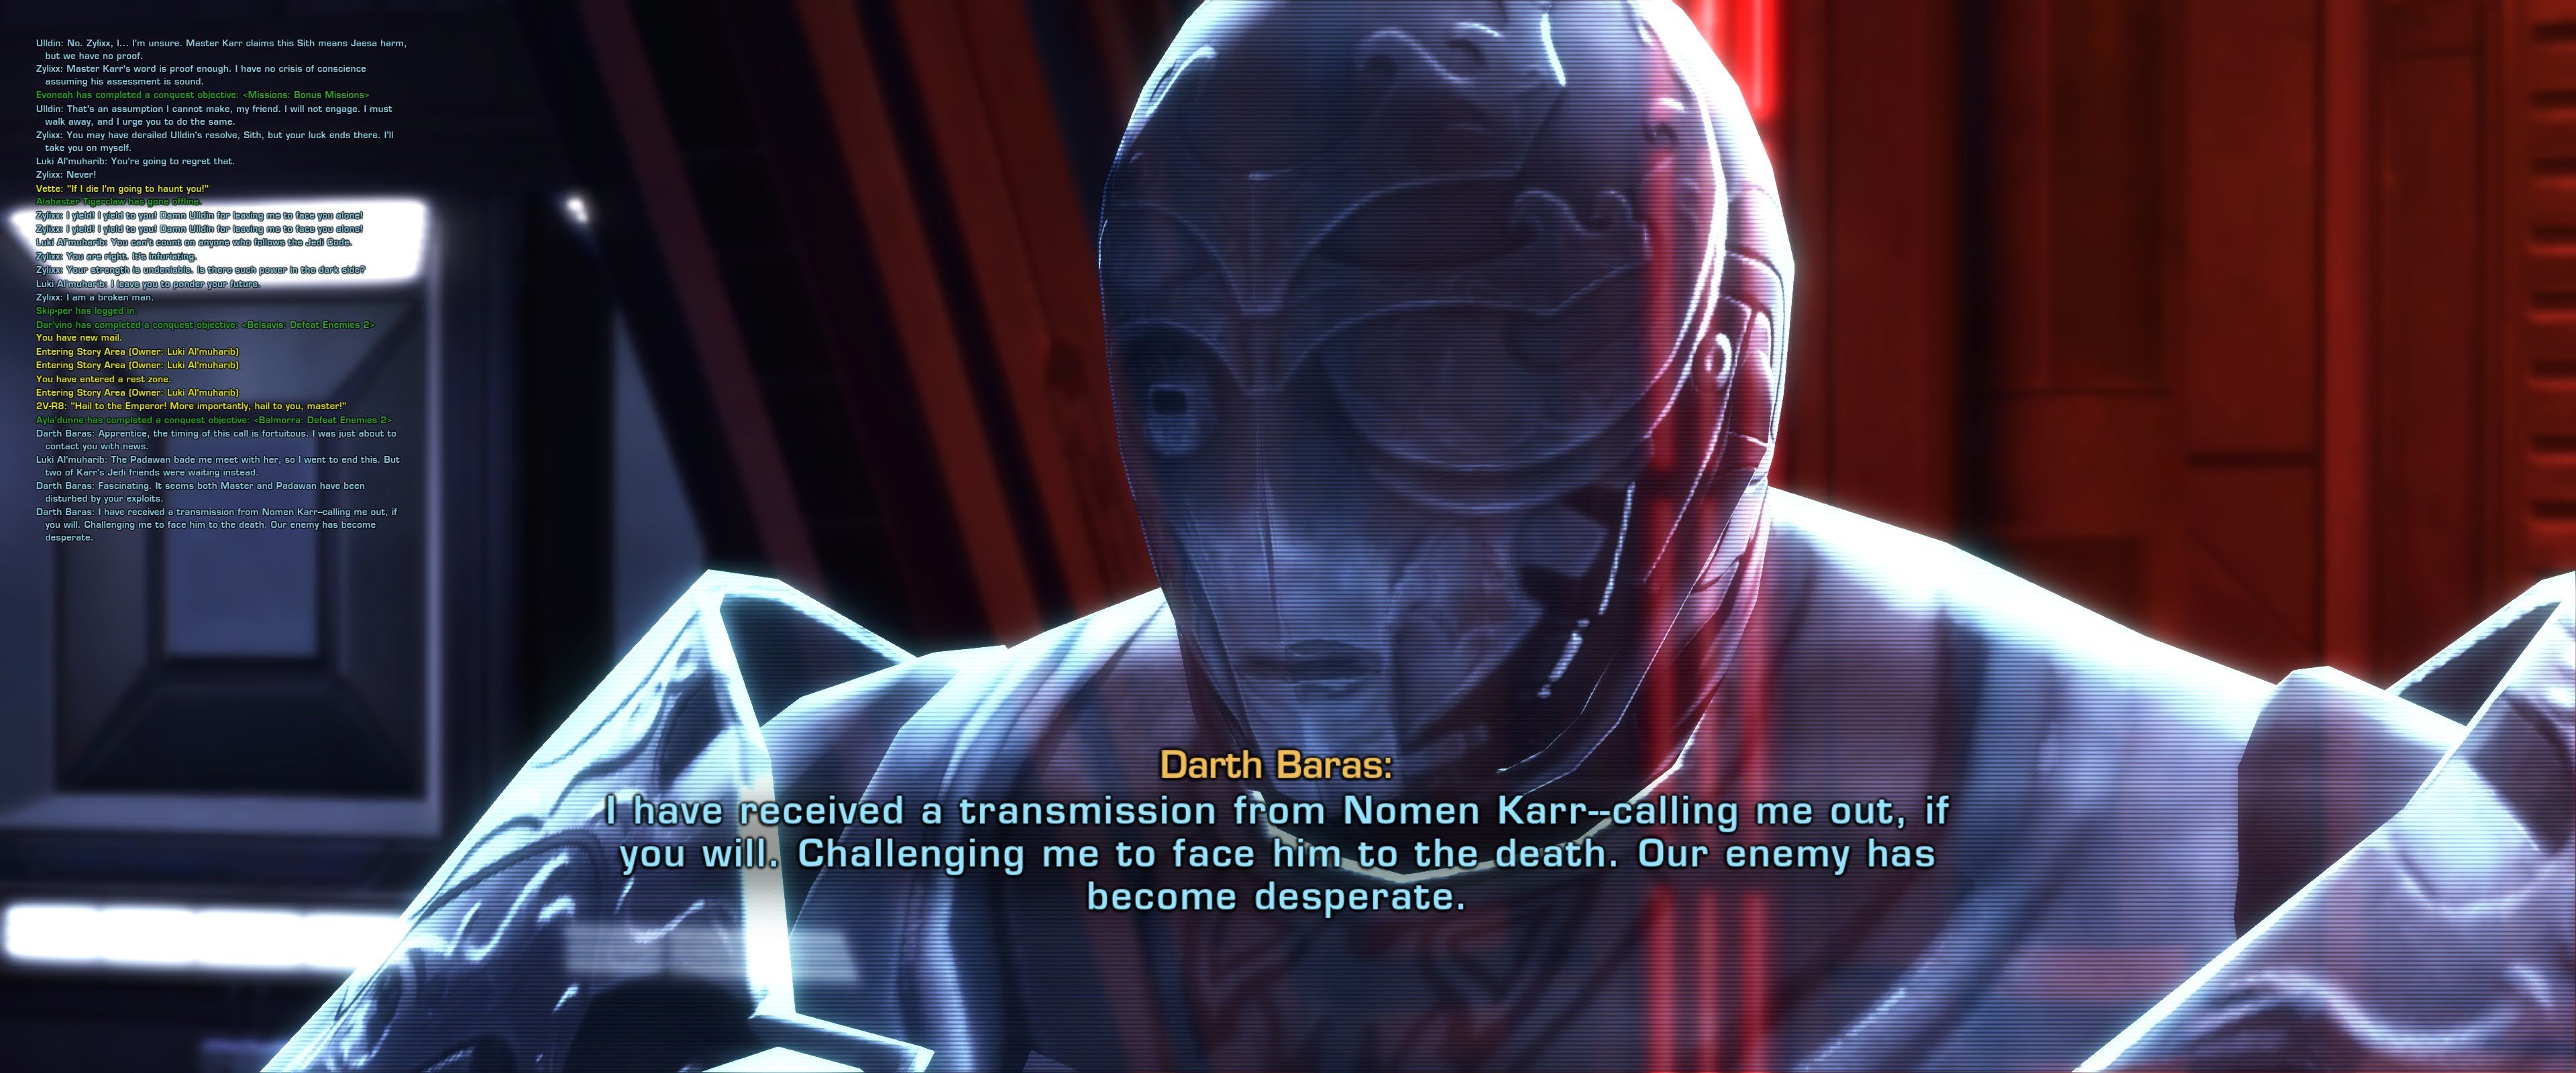 Ulldin: No. Zylixx, I... I'm unsure. Master Karr claims this Sith means Jaesa harm,
but we have no proof.
Zylixx: Master Karr's word is proof enough. I have no crisis of conscience
assuming his assessment is sound.
Evoneah has completed a conquest objective: <Missions: Bonus Missions>
Ulldin: That's an assumption I cannot make, my friend. I will not engage. I must
walk away, and I urge you to do the same.
Zylixx: You may have derailed Ulldin's resolve, Sith, but your luck ends there. I'll
take you on myself.
Luki Al'muharib: You're going to regret that.
Zylixx: Never!
Vette: "If I die I'm going to haunt you!"
Alabaster Tigerclaw has gone offline.
Zylixx: I yield! I yield to you! Damn Ulldin for leaving me to face you alone!
Zylixx: I yield! I yield to you! Damn Ulldin for leaving me to face you alone!
Luki Al'muharib: You can't count on anyone who follows the Jedi Code.
Zylixx: You are right. It's infuriating.
Zylixx: Your strength is undeniable. Is there such power in the dark side?
Luki Al'muharib: I leave you to ponder your future.
Zylixx: I am a broken man.
Skip-per has logged in.
Dar'vino has completed a conquest objective: <Belsavis: Defeat Enemies 2>
You have new mail.
Entering Story Area (Owner: Luki Al'muharib)
Entering Story Area (Owner: Luki Al'muharib)
You have entered a rest zone.
Entering Story Area (Owner: Luki Al'muharib)
2V-R8: "Hail to the Emperor! More importantly, hail to you, master!"
Ayla'dunne has completed a conquest objective: <Balmorra: Defeat Enemies 2>
Darth Baras: Apprentice, the timing of this call is fortuitous. I was just about to
contact you with news.
Luki Al'muharib: The Padawan bade me meet with her, so I went to end this. But
two of Karr's Jedi friends were waiting instead.
Darth Baras: Fascinating. It seems both Master and Padawan have been
disturbed by your exploits.
Darth Baras: I have received a transmission from Nomen Karr--calling me out, if
you will. Challenging me to face him to the death. Our enemy has become
desperate.
Darth Baras:
I have received a transmission from Nomen Karr--calling me out, if
you will. Challenging me to face him to the death. Our enemy has
become desperate.